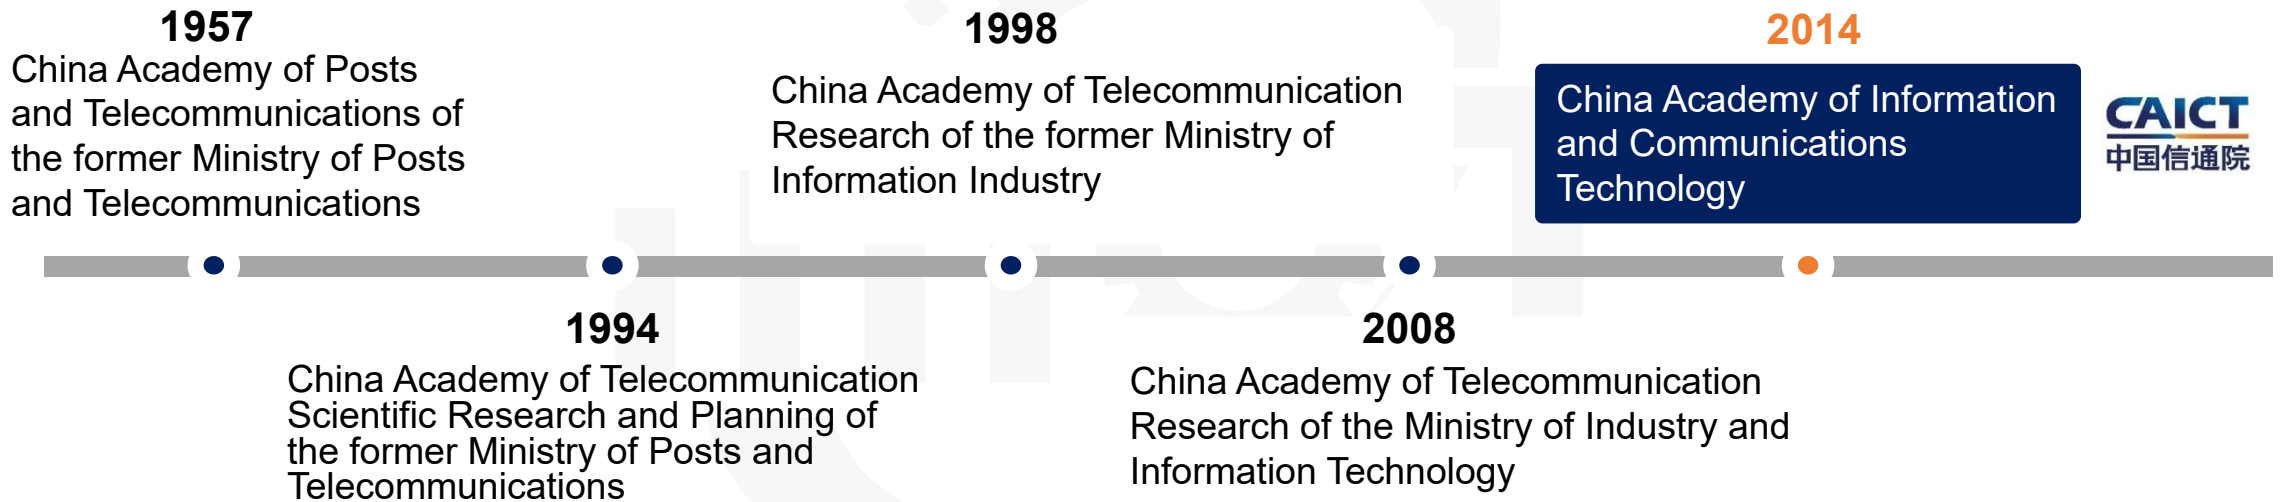 1957
China Academy of Posts
and Telecommunications of
the former Ministry of Posts
and Telecommunications
1994
China Academy of Telecommunication
Scientific Research and Planning of
the former Ministry of Posts and
Telecommunications
1998
China Academy of Telecommunication
Research of the former Ministry of
Information Industry
2008
China Academy of Telecommunication
Research of the Ministry of Industry and
Information Technology
2014
China Academy of Information
and Communications
Technology
CAICT
中国信通院